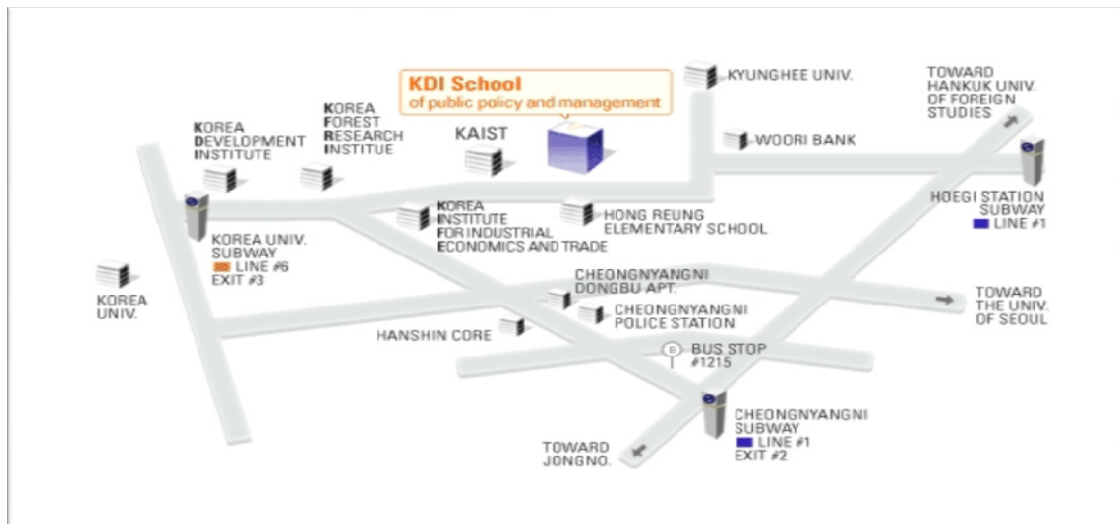 KDI School
of public policy and management
KYUNGHEE UNIV.
TOWARD
HANKUK UNIV.
OF FOREIGN
STUDIES
KOREA
FOREST
RESEARCH
INSTITUE
KOREA
DEVELOPMENT
INSTITUTE
KAIST
WOORI BANK
HOEGI STATION
SUBWAY
LINE #1
KOREA
INSTITUTE
FOR INDUSTRIAL
ECONOMICS AND TRADE
HONG REUNG
ELEMENTARY SCHOOL
KOREA UNIV.
SUBWAY
LINE #6
EXIT #3
KOREA
UNIV.
CHEONGNYANGNI
DONGBU APT.
TOWARD
THE UNIV.
OF SEOUL
CHEONGNYANGNI
POLICE STATION
HANSHIN CORE
B
BUS STOP
#1215
CHEONGNYANGNI
SUBWAY
LINE #1
EXIT #2
TOWARD
JONGNO.